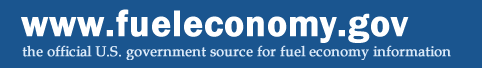 www.fueleconomy.gov
the official U.S. government source for fuel economy information